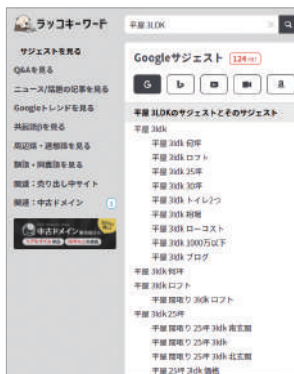 ラッコキーワード
平屋 3LDK
サジェストを見る
Q&Aを見る
ニュース/話題の記事を見る
Googleトレンドを見る
共起語を見る
周辺語・連想語を見る
類語・同義語を見る
関連：売り出し中サイト
関連：中古ドメイン
中古ドメイン
Googleサジェスト 124
G
平屋 3LDKのサジェストとそのサジェスト
平屋 3ldk
平屋 3ldk 何坪
平屋 3ldk ロフト
平屋 3ldk 25坪
平屋 3ldk 30坪
平屋 3ldk トイレ2つ
平屋 3ldk 相場
平屋 3ldk ローコスト
平屋 3ldk 1000万以下
平屋 3ldk ブログ
平屋 3ldk 何坪
平屋 3ldk ロフト
平屋 間取り 3ldk ロフト
平屋 3ldk 25坪
平屋 間取り 25坪 3ldk 南玄関
平屋 間取り 25坪 3ldk
平屋 間取り 25坪 3ldk 北玄関
平屋 25坪 3ldk 価格